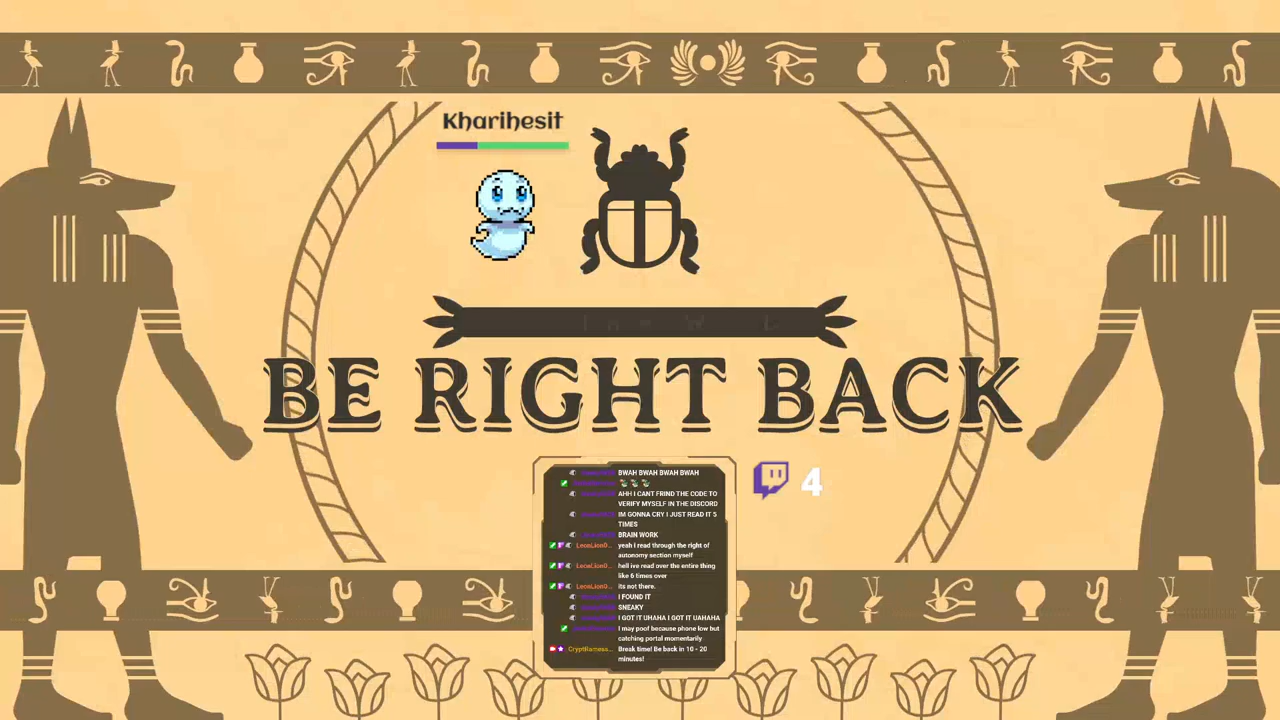 Kharihesit
BE RIGHT BACK
4
BWAH BWAH BWAH BWAH
AHH I CANT FRIND THE CODE TO
VERIFY MYSELF IN THE DISCORD
IM GONNA CRY I JUST READ IT 5
TIMES
BRAIN WORK
LeoaLionO... yeah i read through the right of
autonomy section myself
LeoaLionO... hell ive read over the entire thing
like 6 times over
LeoaLionO... its not there.
I FOUND IT
SNEAKY
I GOT IT UHAHA I GOT IT UAHAHA
I may poof because phone low but
catching portal momentarily
CryptRamess... Break time! Be back in 10 - 20
minutes!